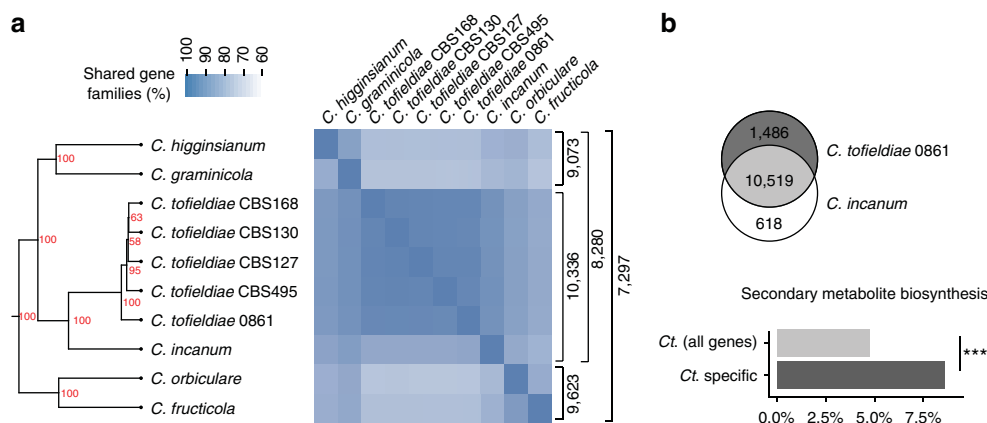 a
b
Shared gene
families (%)
100
90
80
70
60
C. higginsianum
C. graminicola
C. tofieldiae CBS168
C. tofieldiae CBS130
C. tofieldiae CBS127
C. tofieldiae CBS495
C. tofieldiae 0861
C. incanum
C. orbiculare
C. fructicola
C. higginsianum
C. graminicola
C. tofieldiae CBS168
C. tofieldiae CBS130
C. tofieldiae CBS127
C. tofieldiae CBS495
C. tofieldiae 0861
C. incanum
C. orbiculare
C. fructicola
100
63
58
100
95
100
100
100
100
9,073
10,336
9,623
8,280
7,297
1,486
C. tofieldiae 0861
10,519
C. incanum
618
Secondary metabolite biosynthesis
Ct. (all genes)
Ct. specific
***
0.0% 2.5% 5.0% 7.5%